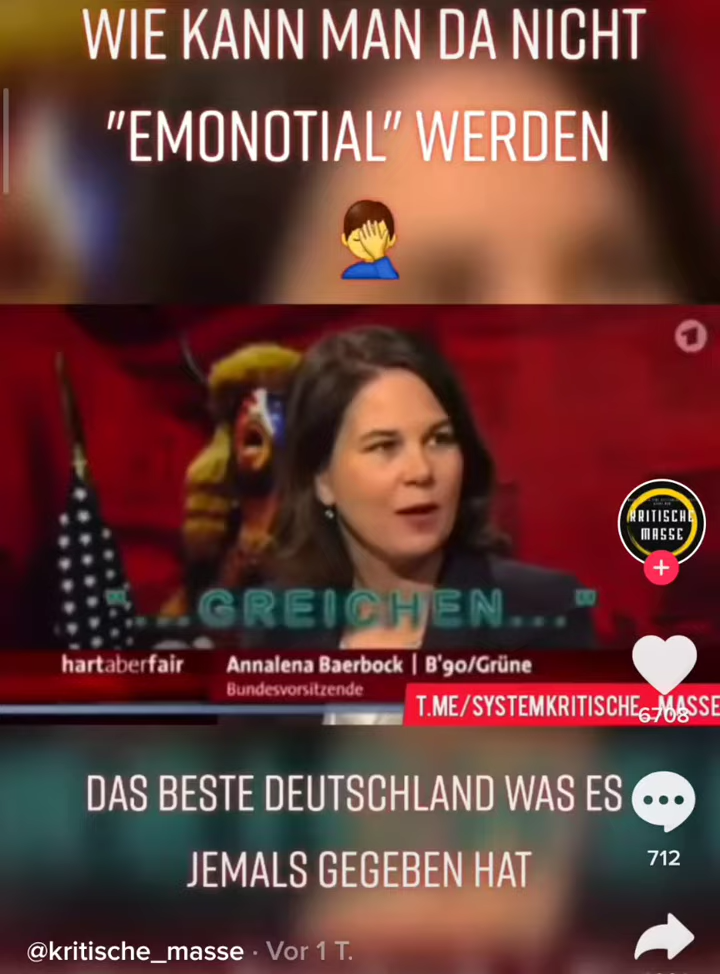 WIE KANN MAN DA NICHT
"EMONOTIAL" WERDEN
1
KRITISCHE
MASSE
"...GREICHEN..."
hartaberfair
Annalena Baerbock | B'90/Grüne
Bundesvorsitzende
T.ME/SYSTEMKRITISCHE_MASSE
6708
DAS BESTE DEUTSCHLAND WAS ES
JEMALS GEGEBEN HAT
712
@kritische_masse · Vor 1 T.